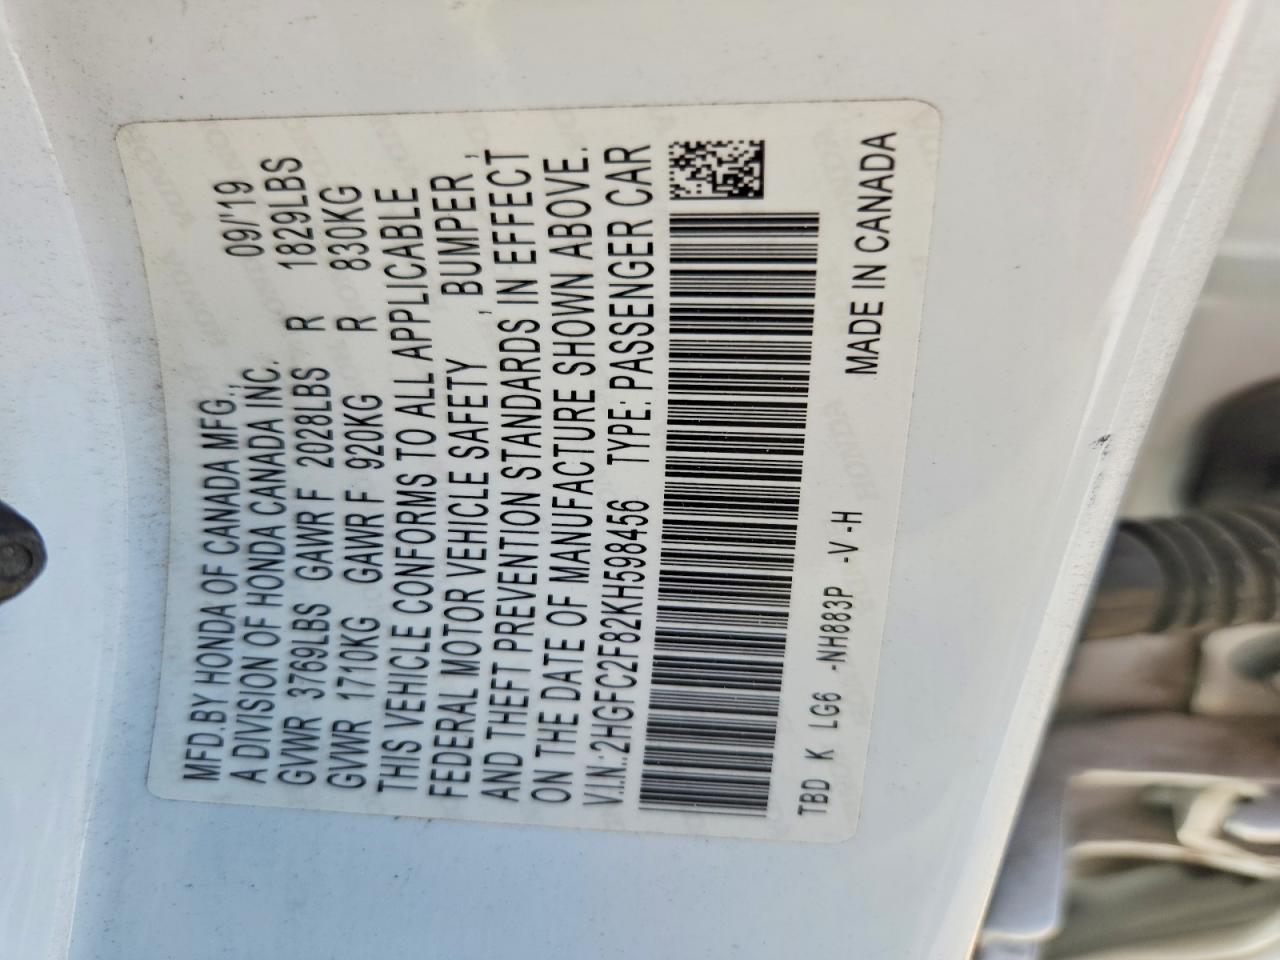 MFD.BY HONDA OF CANADA MFG., 09/'19
A DIVISION OF HONDA CANADA INC.
GVWR 3769LBS GAWR F 2028LBS R 1829LBS
GVWR 1710KG GAWR F 920KG R 830KG
THIS VEHICLE CONFORMS TO ALL APPLICABLE
FEDERAL MOTOR VEHICLE SAFETY , BUMPER ,
AND THEFT PREVENTION STANDARDS IN EFFECT
ON THE DATE OF MANUFACTURE SHOWN ABOVE.
V.I.N.:2HGFC2F82KH598456 TYPE: PASSENGER CAR
TBD K LG6 -NH883P -V -H MADE IN CANADA